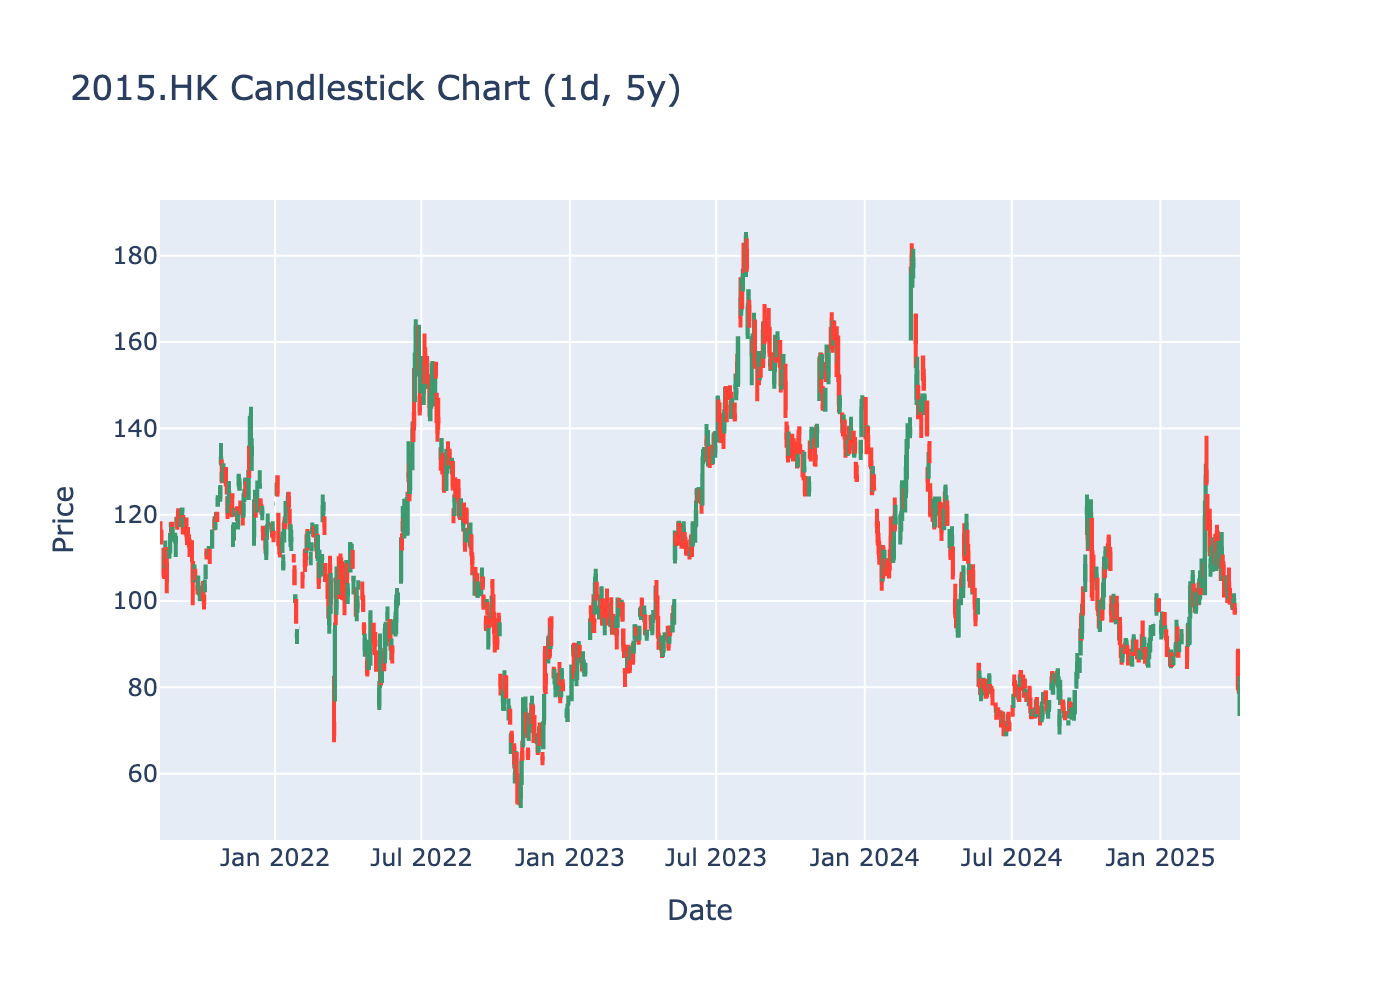 2015.HK Candlestick Chart (1d, 5y)
180
160
140
120
100
80
60
Price
Jan 2022
Jul 2022
Jan 2023
Jul 2023
Jan 2024
Jul 2024
Jan 2025
Date